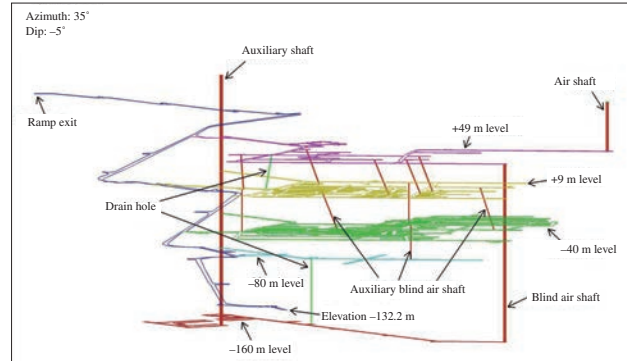 Azimuth: 35˚
Dip: –5˚
Auxiliary shaft
Air shaft
Ramp exit
+49 m level
+9 m level
Drain hole
–40 m level
–80 m level
Auxiliary blind air shaft
Blind air shaft
Elevation –132.2 m
–160 m level